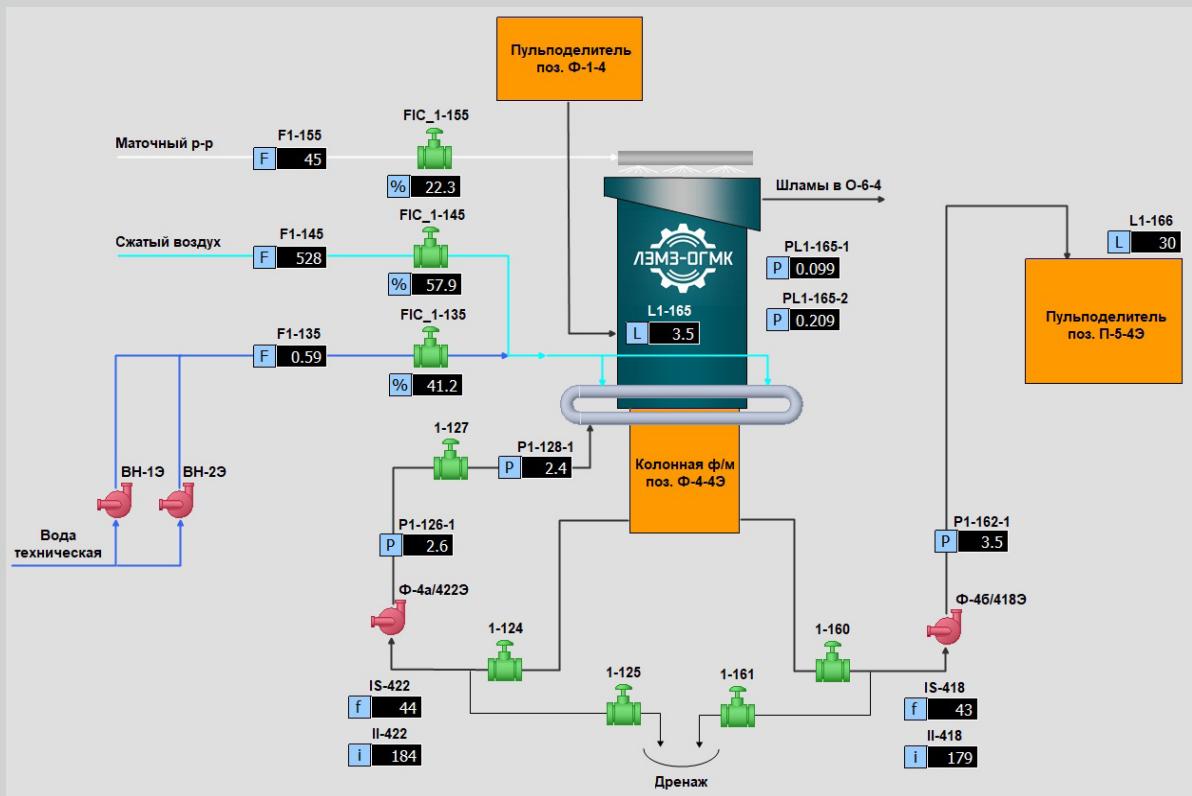 Пульподелитель
поз. Ф-1-4
FIC_1-155
F1-155
Маточный р-р
F 45
% 22.3
Шламы в О-6-4
FIC_1-145
F1-145
Сжатый воздух
F 528
% 57.9
ЛЭМЗ-ОГМК
PL1-165-1
P 0.099
PL1-165-2
P 0.209
L1-166
L 30
Пульподелитель
поз. П-5-4Э
L1-165
L 3.5
FIC_1-135
F1-135
F 0.59
% 41.2
1-127
P1-128-1
P 2.4
Колонная ф/м
поз. Ф-4-4Э
ВН-1Э
ВН-2Э
Вода
техническая
P1-126-1
P 2.6
P1-162-1
P 3.5
Ф-4а/422Э
Ф-4б/418Э
1-124
1-160
1-125
1-161
IS-422
f 44
II-422
i 184
IS-418
f 43
II-418
i 179
Дренаж